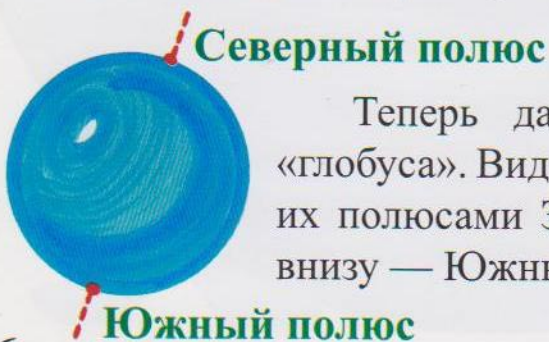 Северный полюс
Теперь да
«глобуса». Вид
их полюсами З
внизу — Южн
Южный полюс